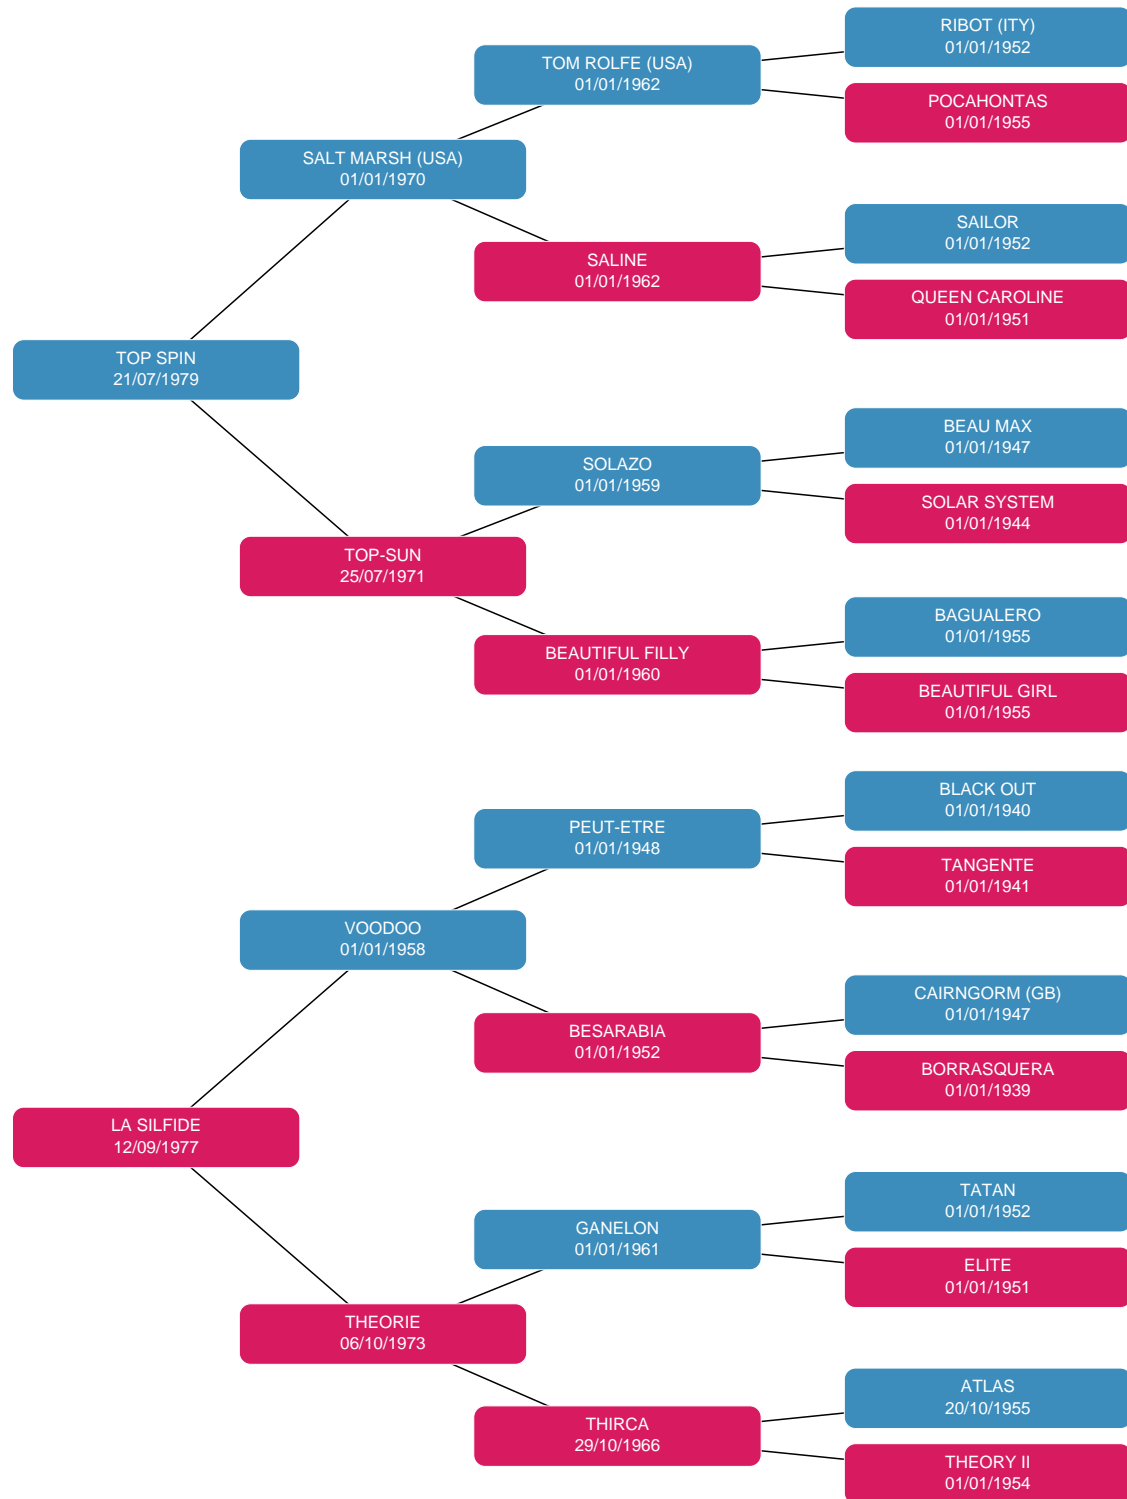 RIBOT (ITY)
01/01/1952
TOM ROLFE (USA)
01/01/1962
POCAHONTAS
01/01/1955
SALT MARSH (USA)
01/01/1970
SAILOR
01/01/1952
SALINE
01/01/1962
QUEEN CAROLINE
01/01/1951
TOP SPIN
21/07/1979
BEAU MAX
01/01/1947
SOLAZO
01/01/1959
SOLAR SYSTEM
01/01/1944
TOP-SUN
25/07/1971
BAGUALERO
01/01/1955
BEAUTIFUL FILLY
01/01/1960
BEAUTIFUL GIRL
01/01/1955
BLACK OUT
01/01/1940
PEUT-ETRE
01/01/1948
TANGENTE
01/01/1941
VOODOO
01/01/1958
CAIRNGORM (GB)
01/01/1947
BESARABIA
01/01/1952
BORRASQUERA
01/01/1939
LA SILFIDE
12/09/1977
TATAN
01/01/1952
GANELON
01/01/1961
ELITE
01/01/1951
THEORIE
06/10/1973
ATLAS
20/10/1955
THIRCA
29/10/1966
THEORY II
01/01/1954